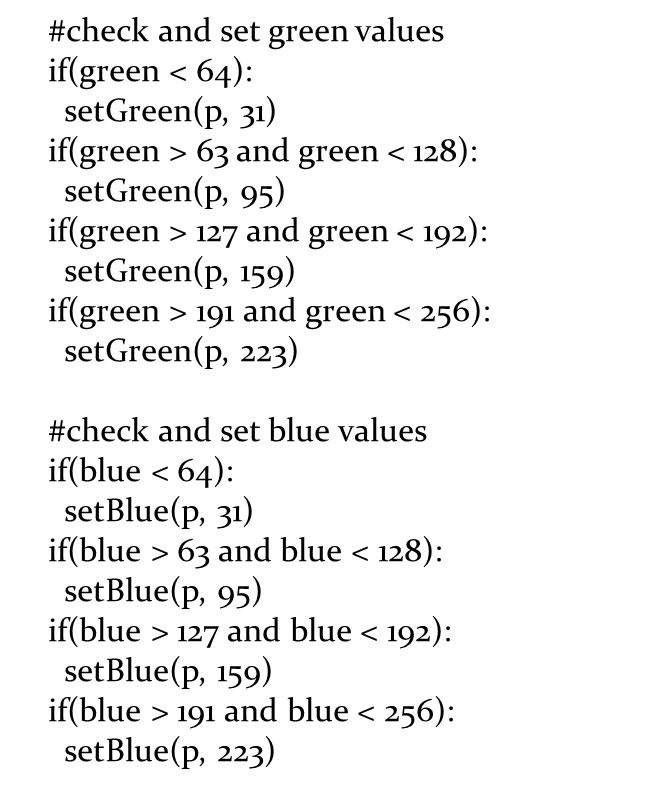 #check and set green values
if(green < 64):
  setGreen(p, 31)
if(green > 63 and green < 128):
  setGreen(p, 95)
if(green > 127 and green < 192):
  setGreen(p, 159)
if(green > 191 and green < 256):
  setGreen(p, 223)

#check and set blue values
if(blue < 64):
  setBlue(p, 31)
if(blue > 63 and blue < 128):
  setBlue(p, 95)
if(blue > 127 and blue < 192):
  setBlue(p, 159)
if(blue > 191 and blue < 256):
  setBlue(p, 223)